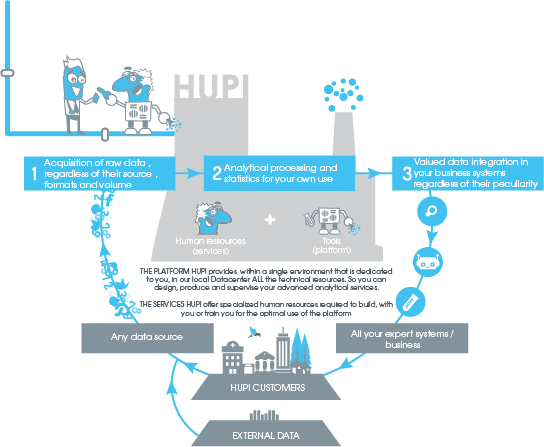 HUPI
1 Acquisition of raw data ,
regardless of their source ,
formats and volume
2 Analytical processing and
statistics for your own use
3 Valued data integration in
your business systems
regardless of their peculiarity
Human ressources
(services)
+
Tools
(platform)
THE PLATFORM HUPI provides within a single environment that is dedicated
to you, in our local Datacenter ALL the technical resources. So you can
design, produce and supervise your advanced analytical services.
THE SERVICES HUPI offer specialized human resources required to build, with
you or train you for the optimal use of the platform
Any data source
All your expert systems /
business
HUPI CUSTOMERS
EXTERNAL DATA